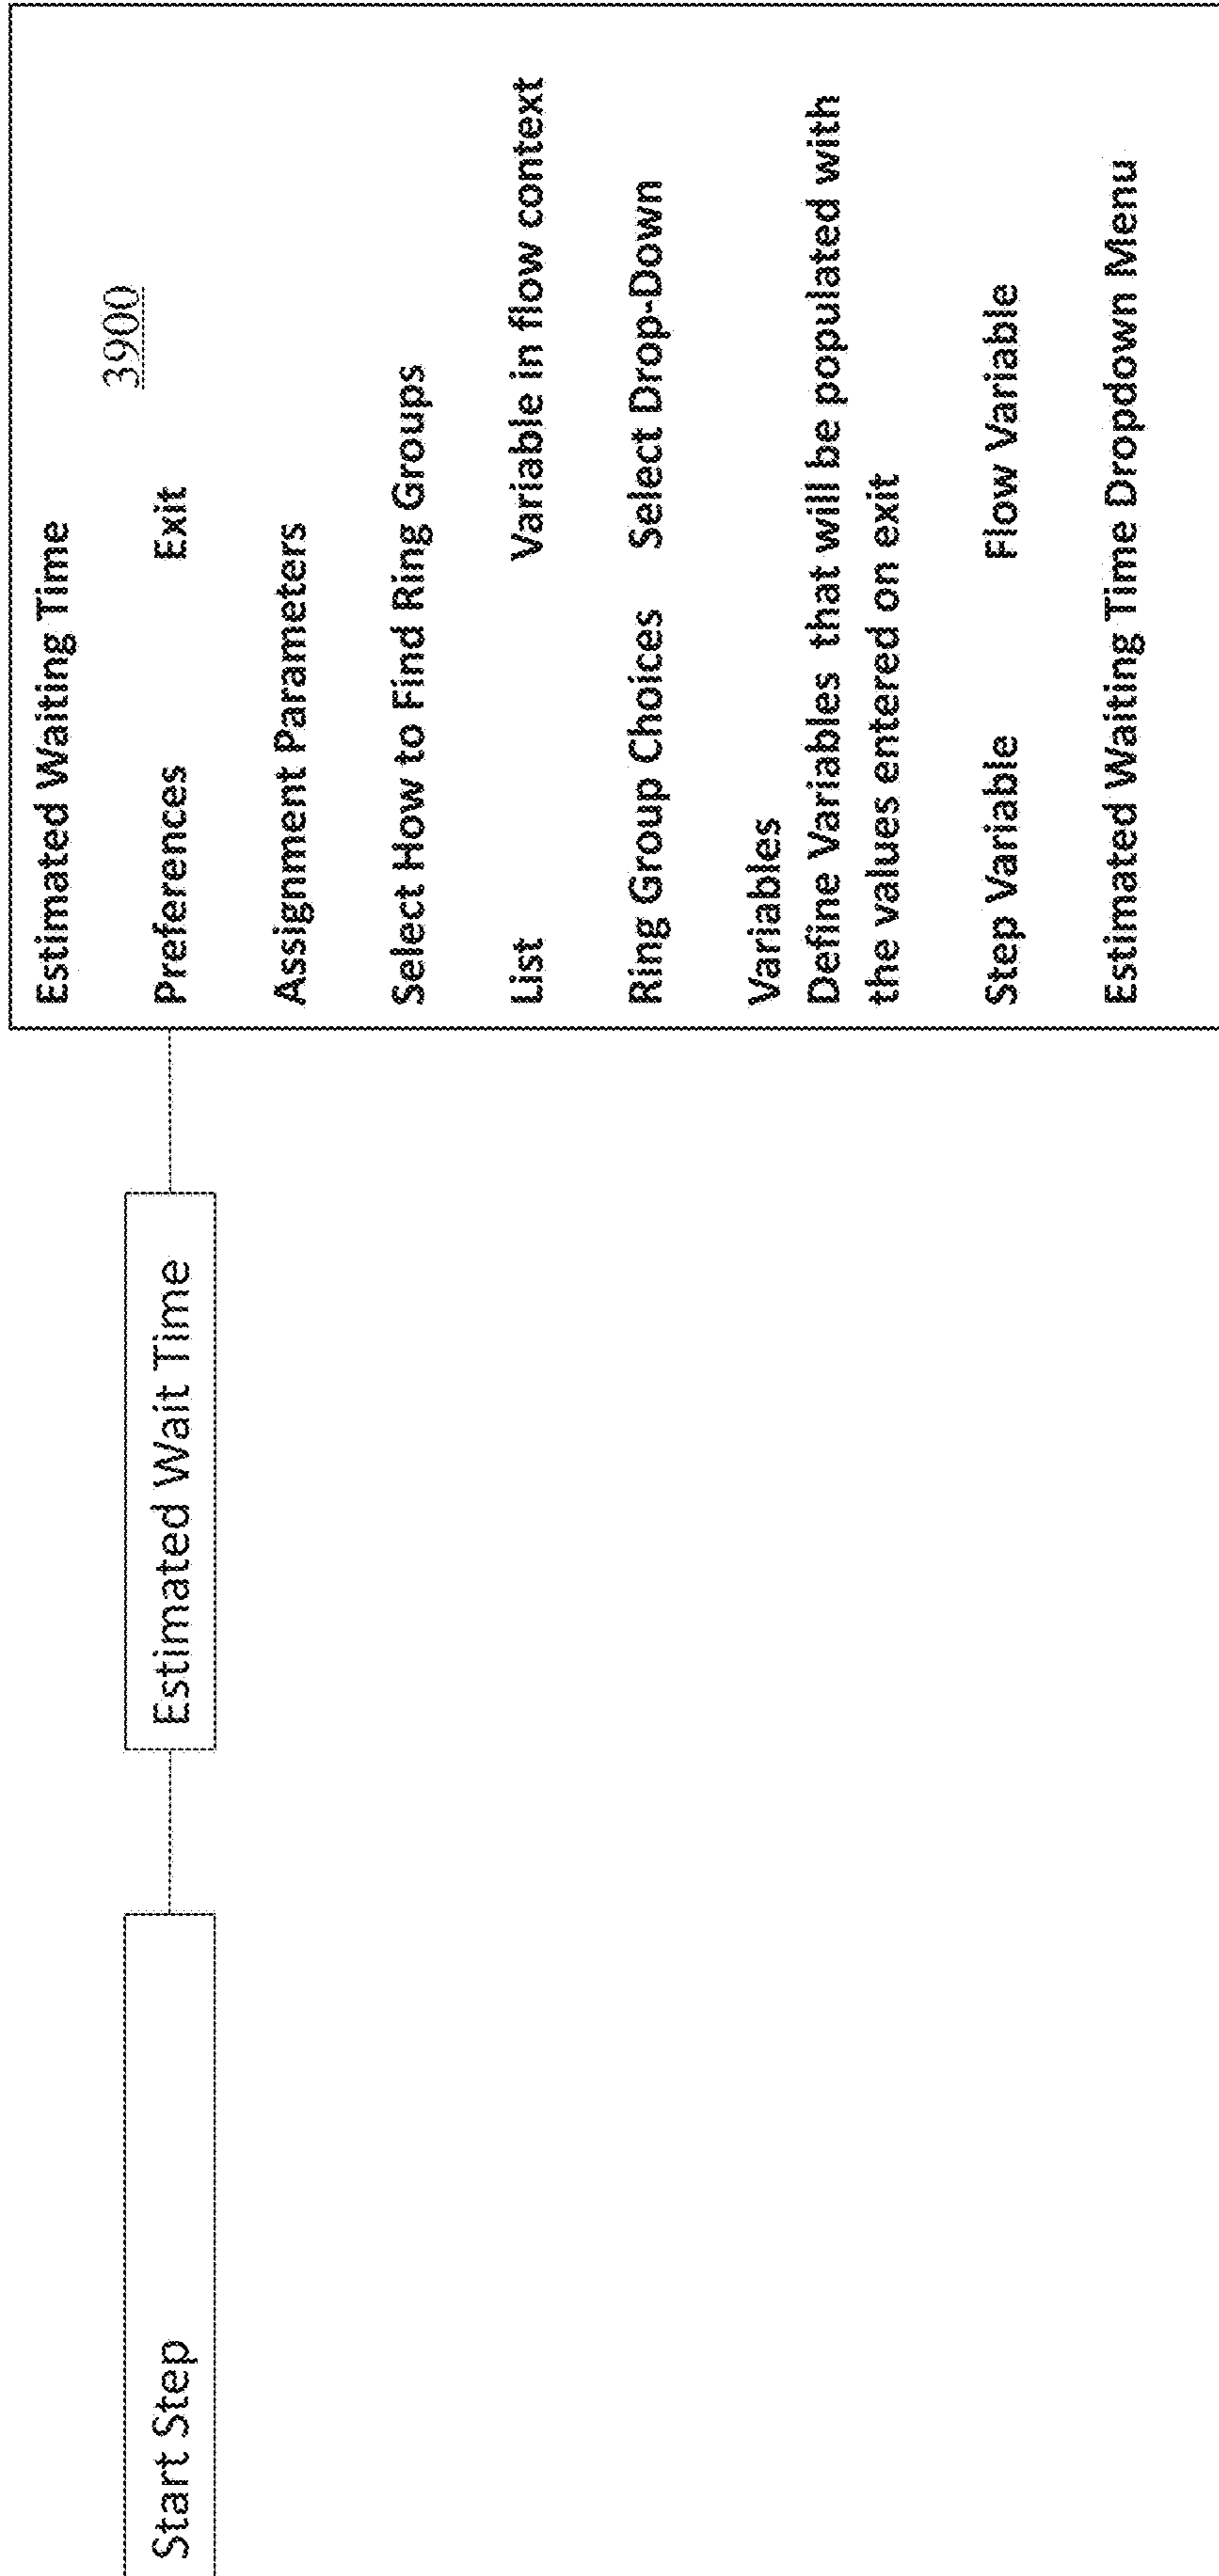 Start Step
Estimated Wait Time
Estimated Waiting Time
3900
Preferences Exit
Assignment Parameters
Select How to Find Ring Groups
List Variable in flow context
Ring Group Choices Select Drop-Down
Variables
Define Variables that will be populated with
the values entered on exit
Step Variable Flow Variable
Estimated Waiting Time Dropdown Menu